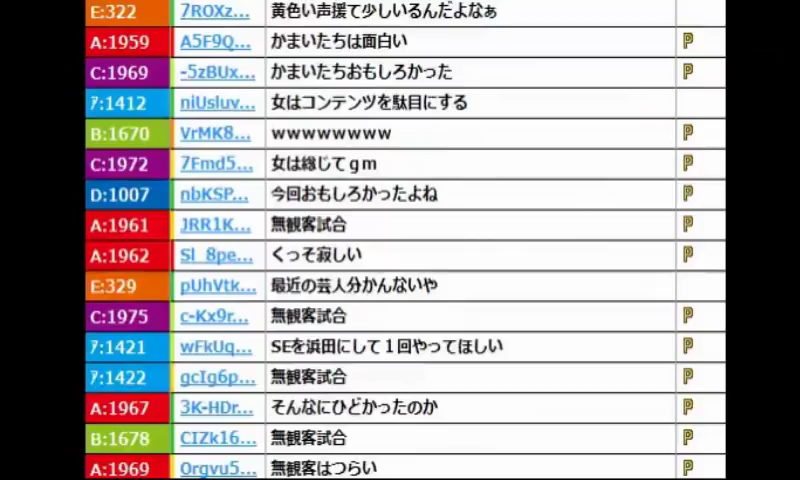 E:322 7ROXz... 黄色い声援て少しいるんだよなぁ
A:1959 A5F9Q... かまいたちは面白い P
C:1969 -5zBUx... かまいたちおもしろかった P
ｱ:1412 niUsluv... 女はコンテンツを駄目にする
B:1670 VrMK8... ｗｗｗｗｗｗｗｗ P
C:1972 7Fmd5... 女は総じてｇｍ P
D:1007 nbKSP... 今回おもしろかったよね P
A:1961 JRR1K... 無観客試合 P
A:1962 Sl_8pe... くっそ寂しい P
E:329 pUhVtk... 最近の芸人分かんないや
C:1975 c-Kx9r... 無観客試合 P
ｱ:1421 wFkUq... SEを浜田にして１回やってほしい P
ｱ:1422 gcIg6p... 無観客試合 P
A:1967 3K-HDr... そんなにひどかったのか P
B:1678 CIZk16... 無観客試合 P
A:1969 Orgvu5... 無観客はつらい P